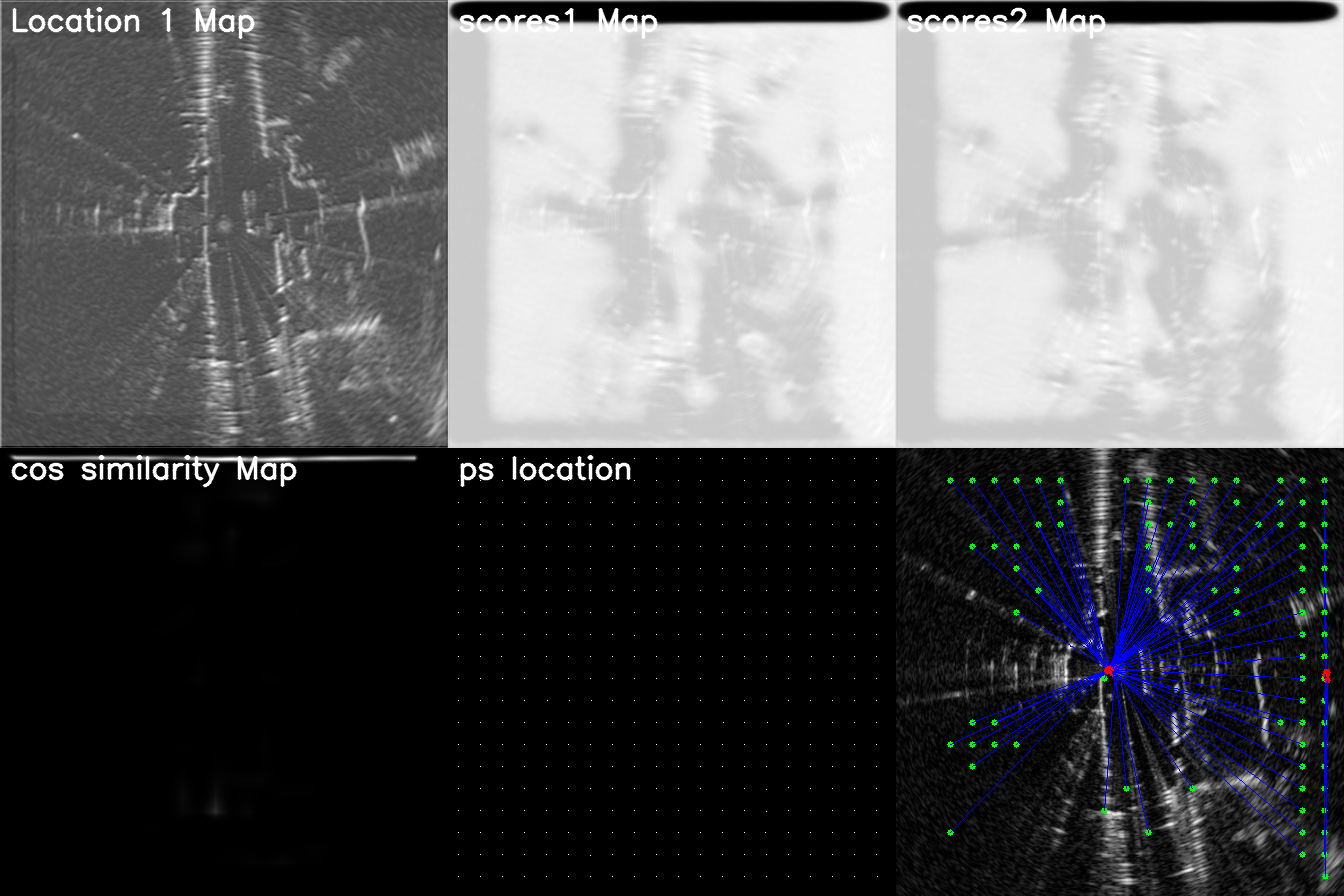 Location 1 Map
scores1 Map
scores2 Map
cos similarity Map
ps location